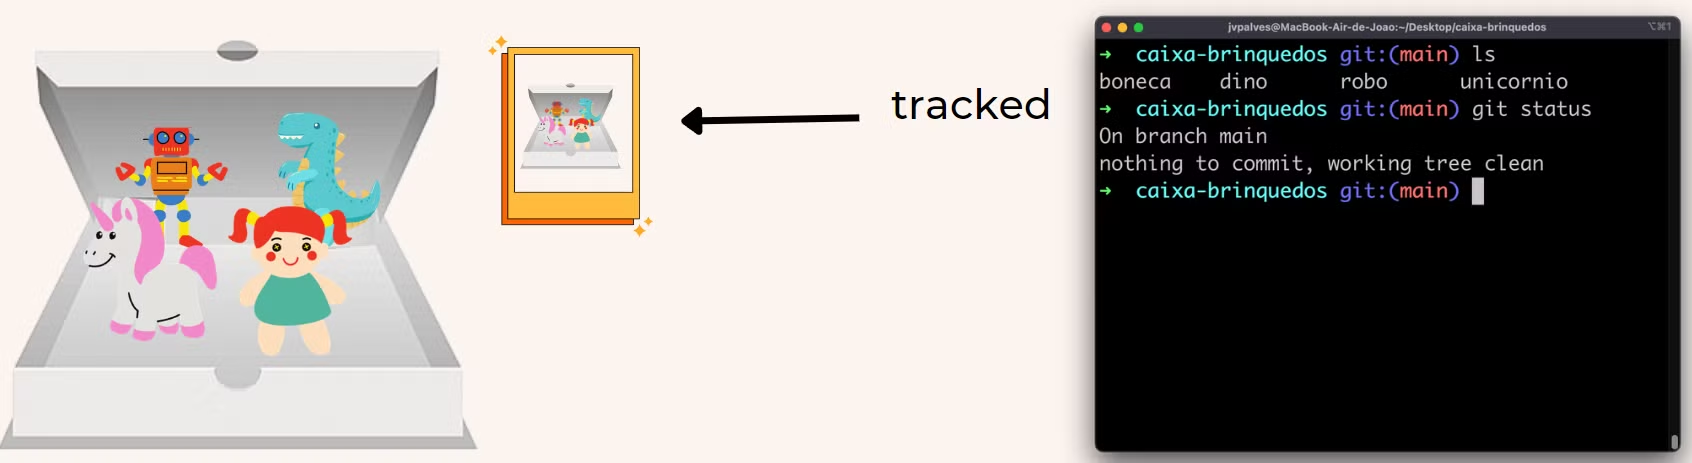 tracked
jvpalves@MacBook-Air-de-Joao:~/Desktop/caixa-brinquedos
⌥⌘1
➜ caixa-brinquedos git:(main) ls
boneca dino robo unicornio
➜ caixa-brinquedos git:(main) git status
On branch main
nothing to commit, working tree clean
➜ caixa-brinquedos git:(main)